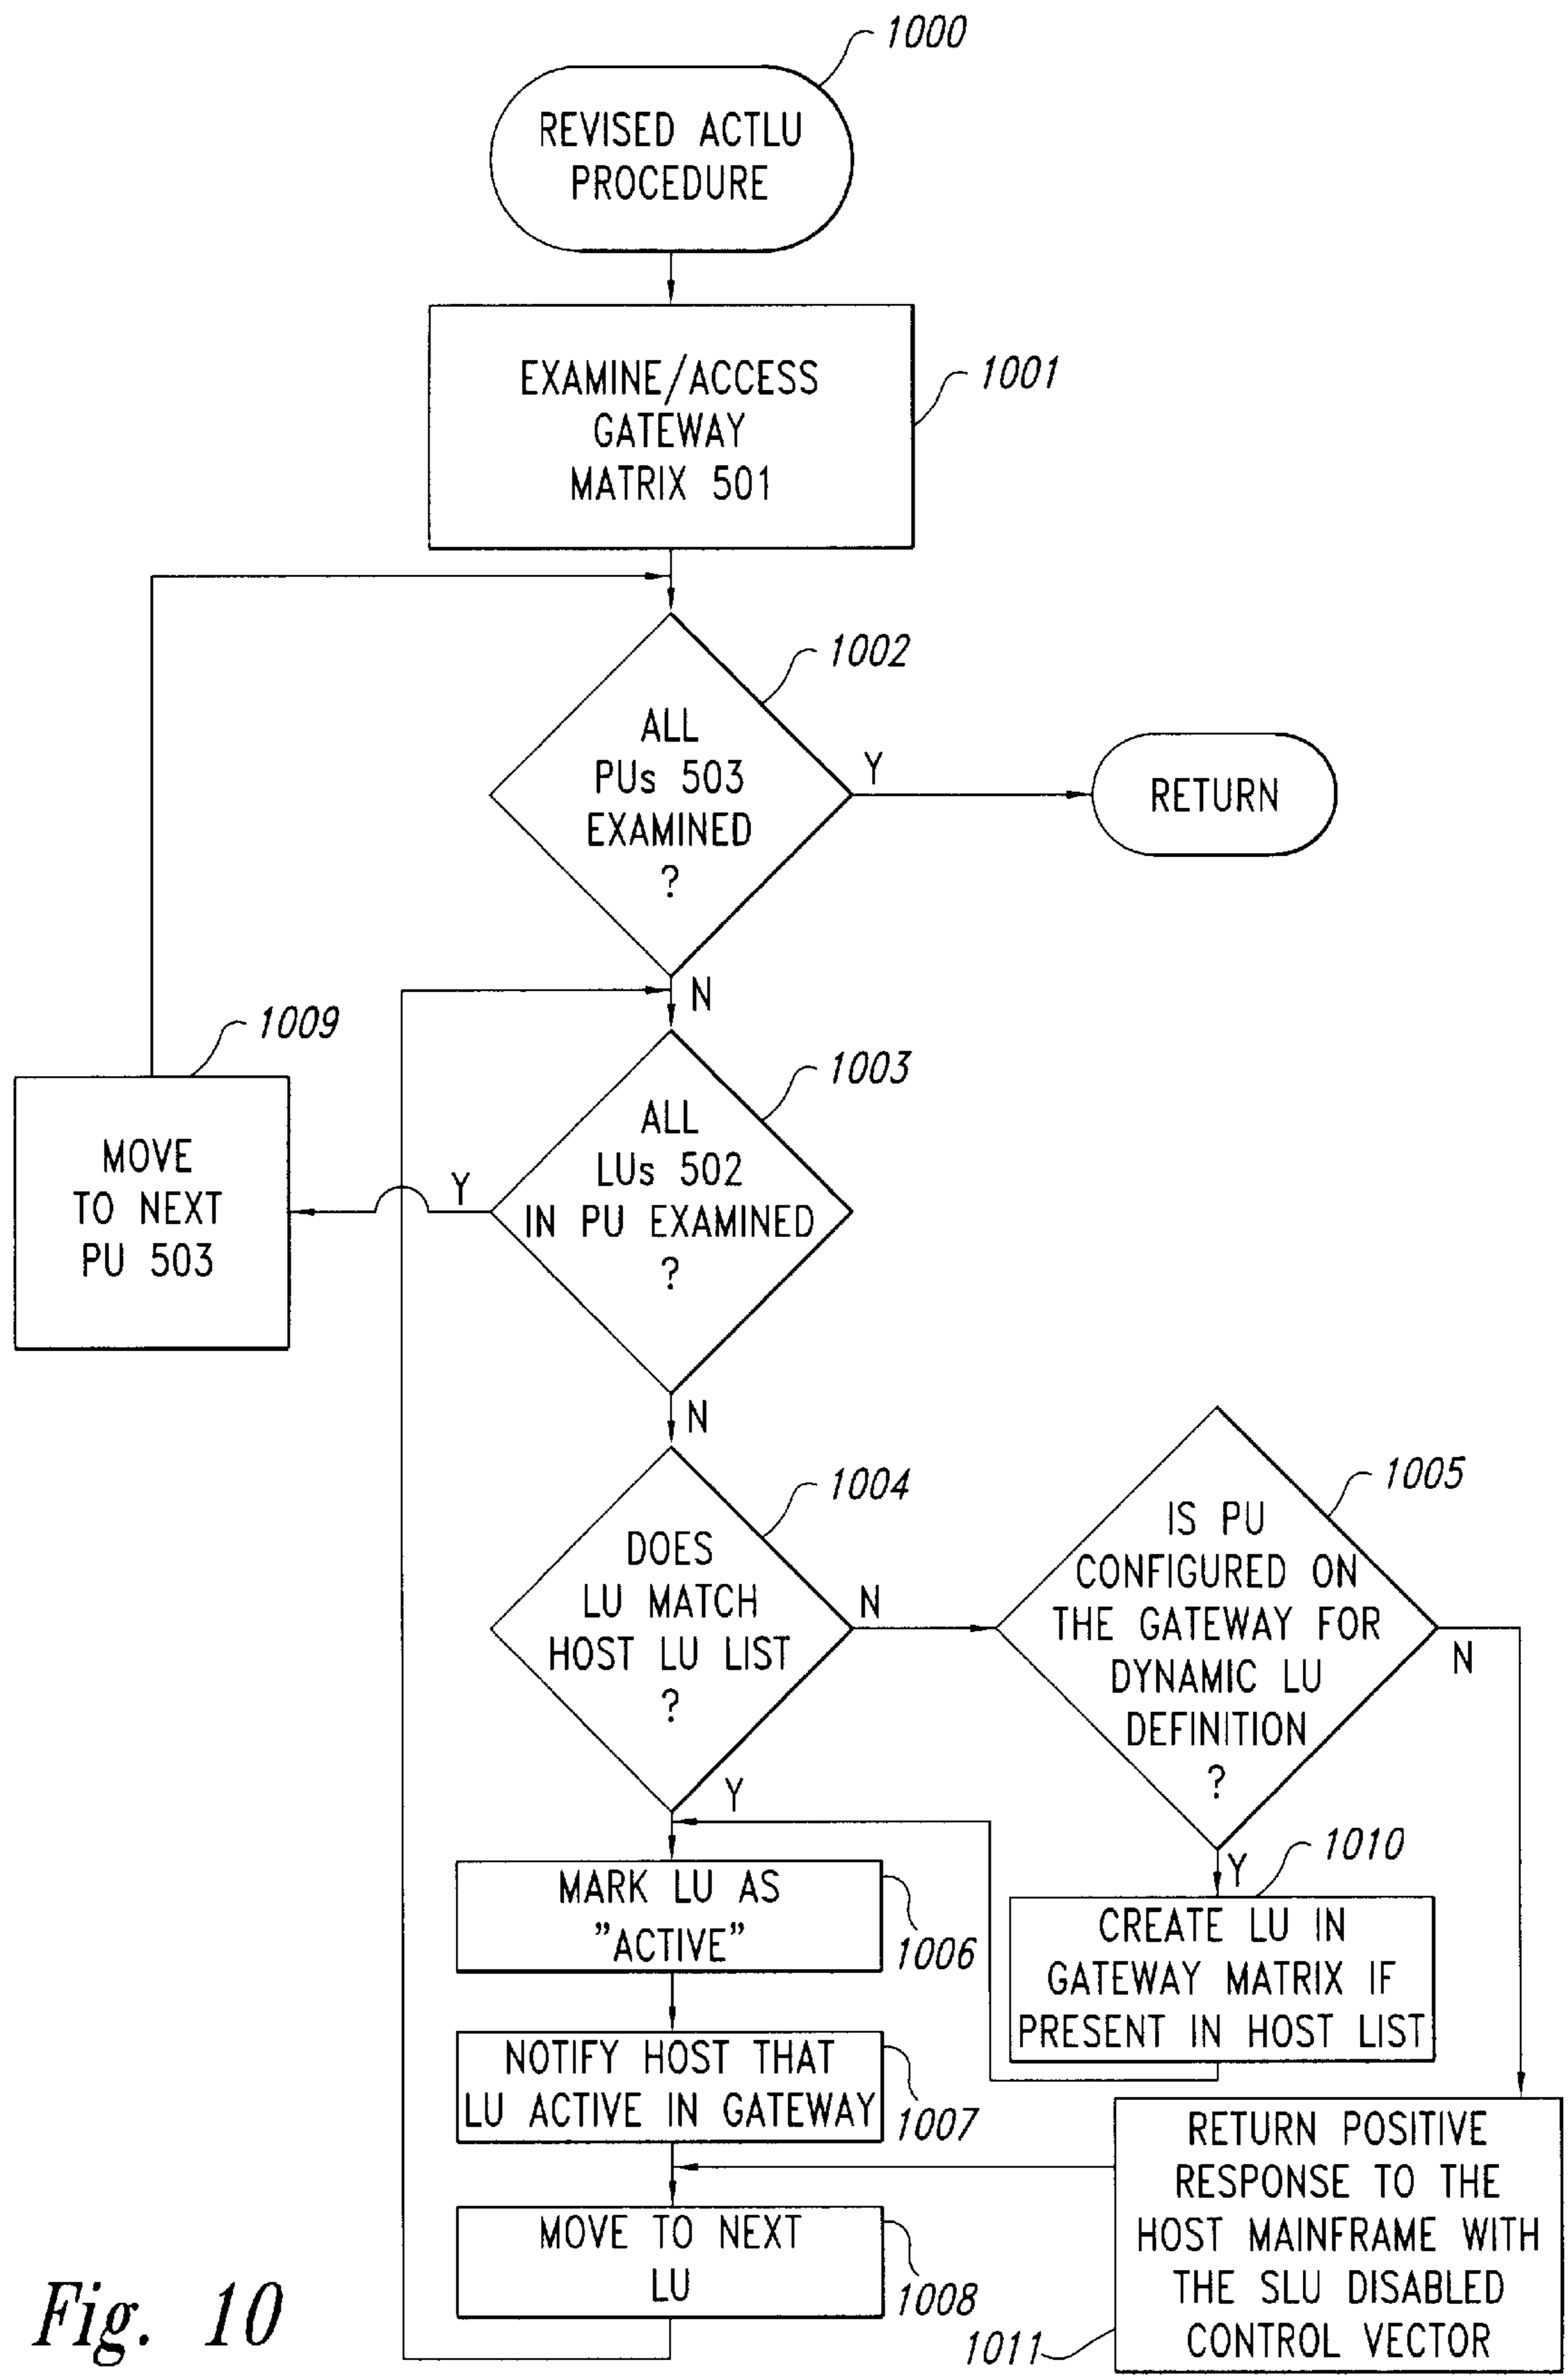 1000
REVISED ACTLU
PROCEDURE
EXAMINE/ACCESS
GATEWAY
MATRIX 501
1001
1002
ALL
PUs 503
EXAMINED
?
Y
RETURN
N
1009
MOVE
TO NEXT
PU 503
1003
ALL
LUs 502
IN PU EXAMINED
?
Y
N
1004
DOES
LU MATCH
HOST LU LIST
?
N
Y
1005
IS PU
CONFIGURED ON
THE GATEWAY FOR
DYNAMIC LU
DEFINITION
?
N
Y
1010
CREATE LU IN
GATEWAY MATRIX IF
PRESENT IN HOST LIST
MARK LU AS
"ACTIVE"
1006
NOTIFY HOST THAT
LU ACTIVE IN GATEWAY
1007
MOVE TO NEXT
LU
1008
RETURN POSITIVE
RESPONSE TO THE
HOST MAINFRAME WITH
THE SLU DISABLED
CONTROL VECTOR
1011
Fig. 10